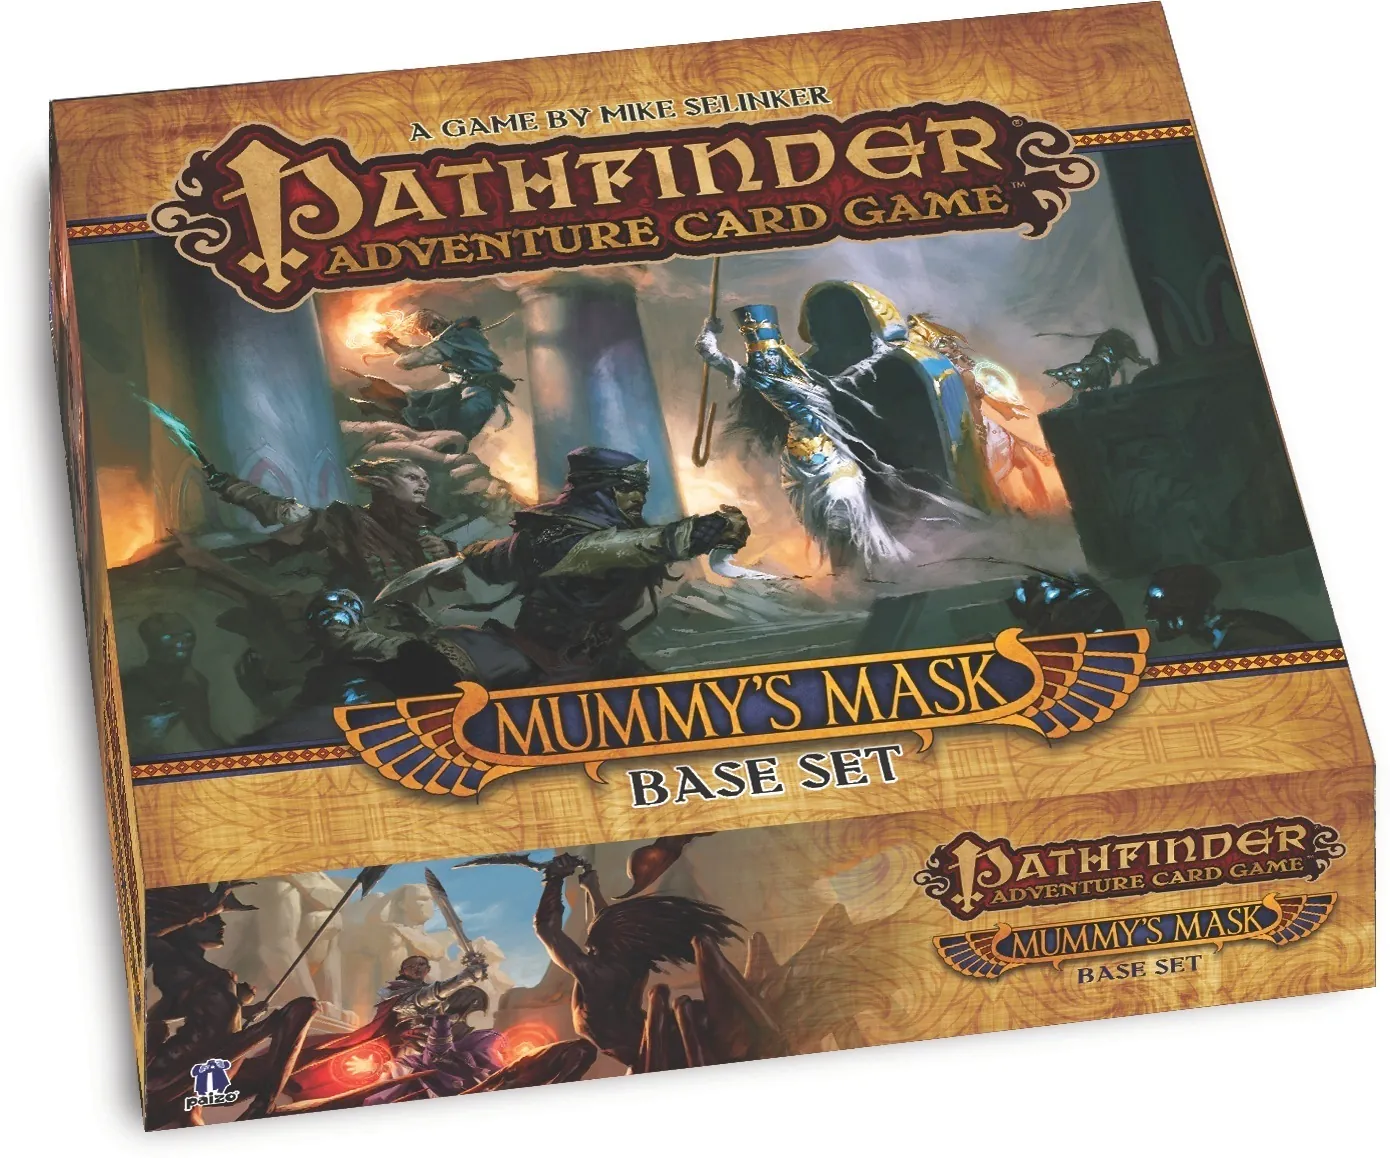 A GAME BY MIKE SELINKER
PATHFINDER®
ADVENTURE CARD GAME™
MUMMY'S MASK
BASE SET
PATHFINDER
ADVENTURE CARD GAME
MUMMY'S MASK
BASE SET
paizo®